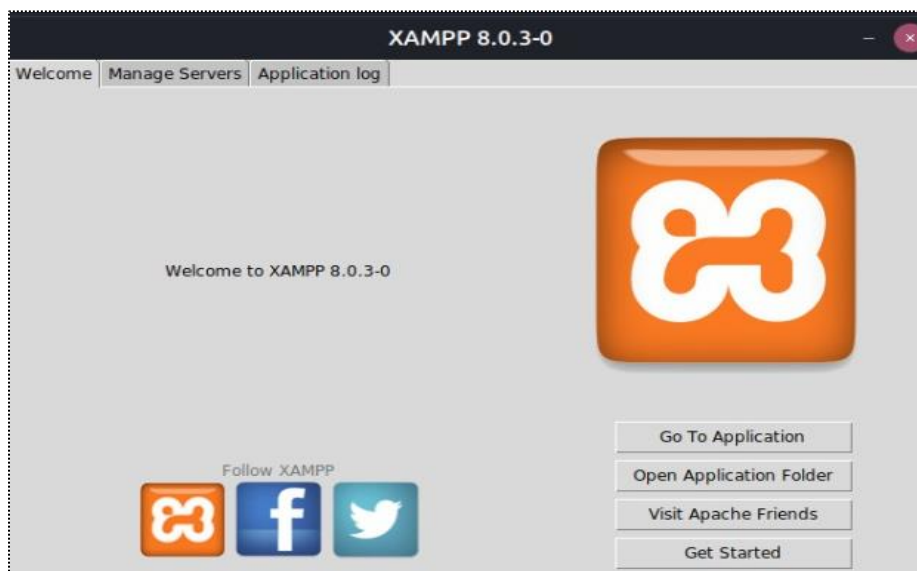 XAMPP 8.0.3-0
Welcome
Manage Servers
Application log
Welcome to XAMPP 8.0.3-0
Go To Application
Follow XAMPP
Open Application Folder
Visit Apache Friends
Get Started